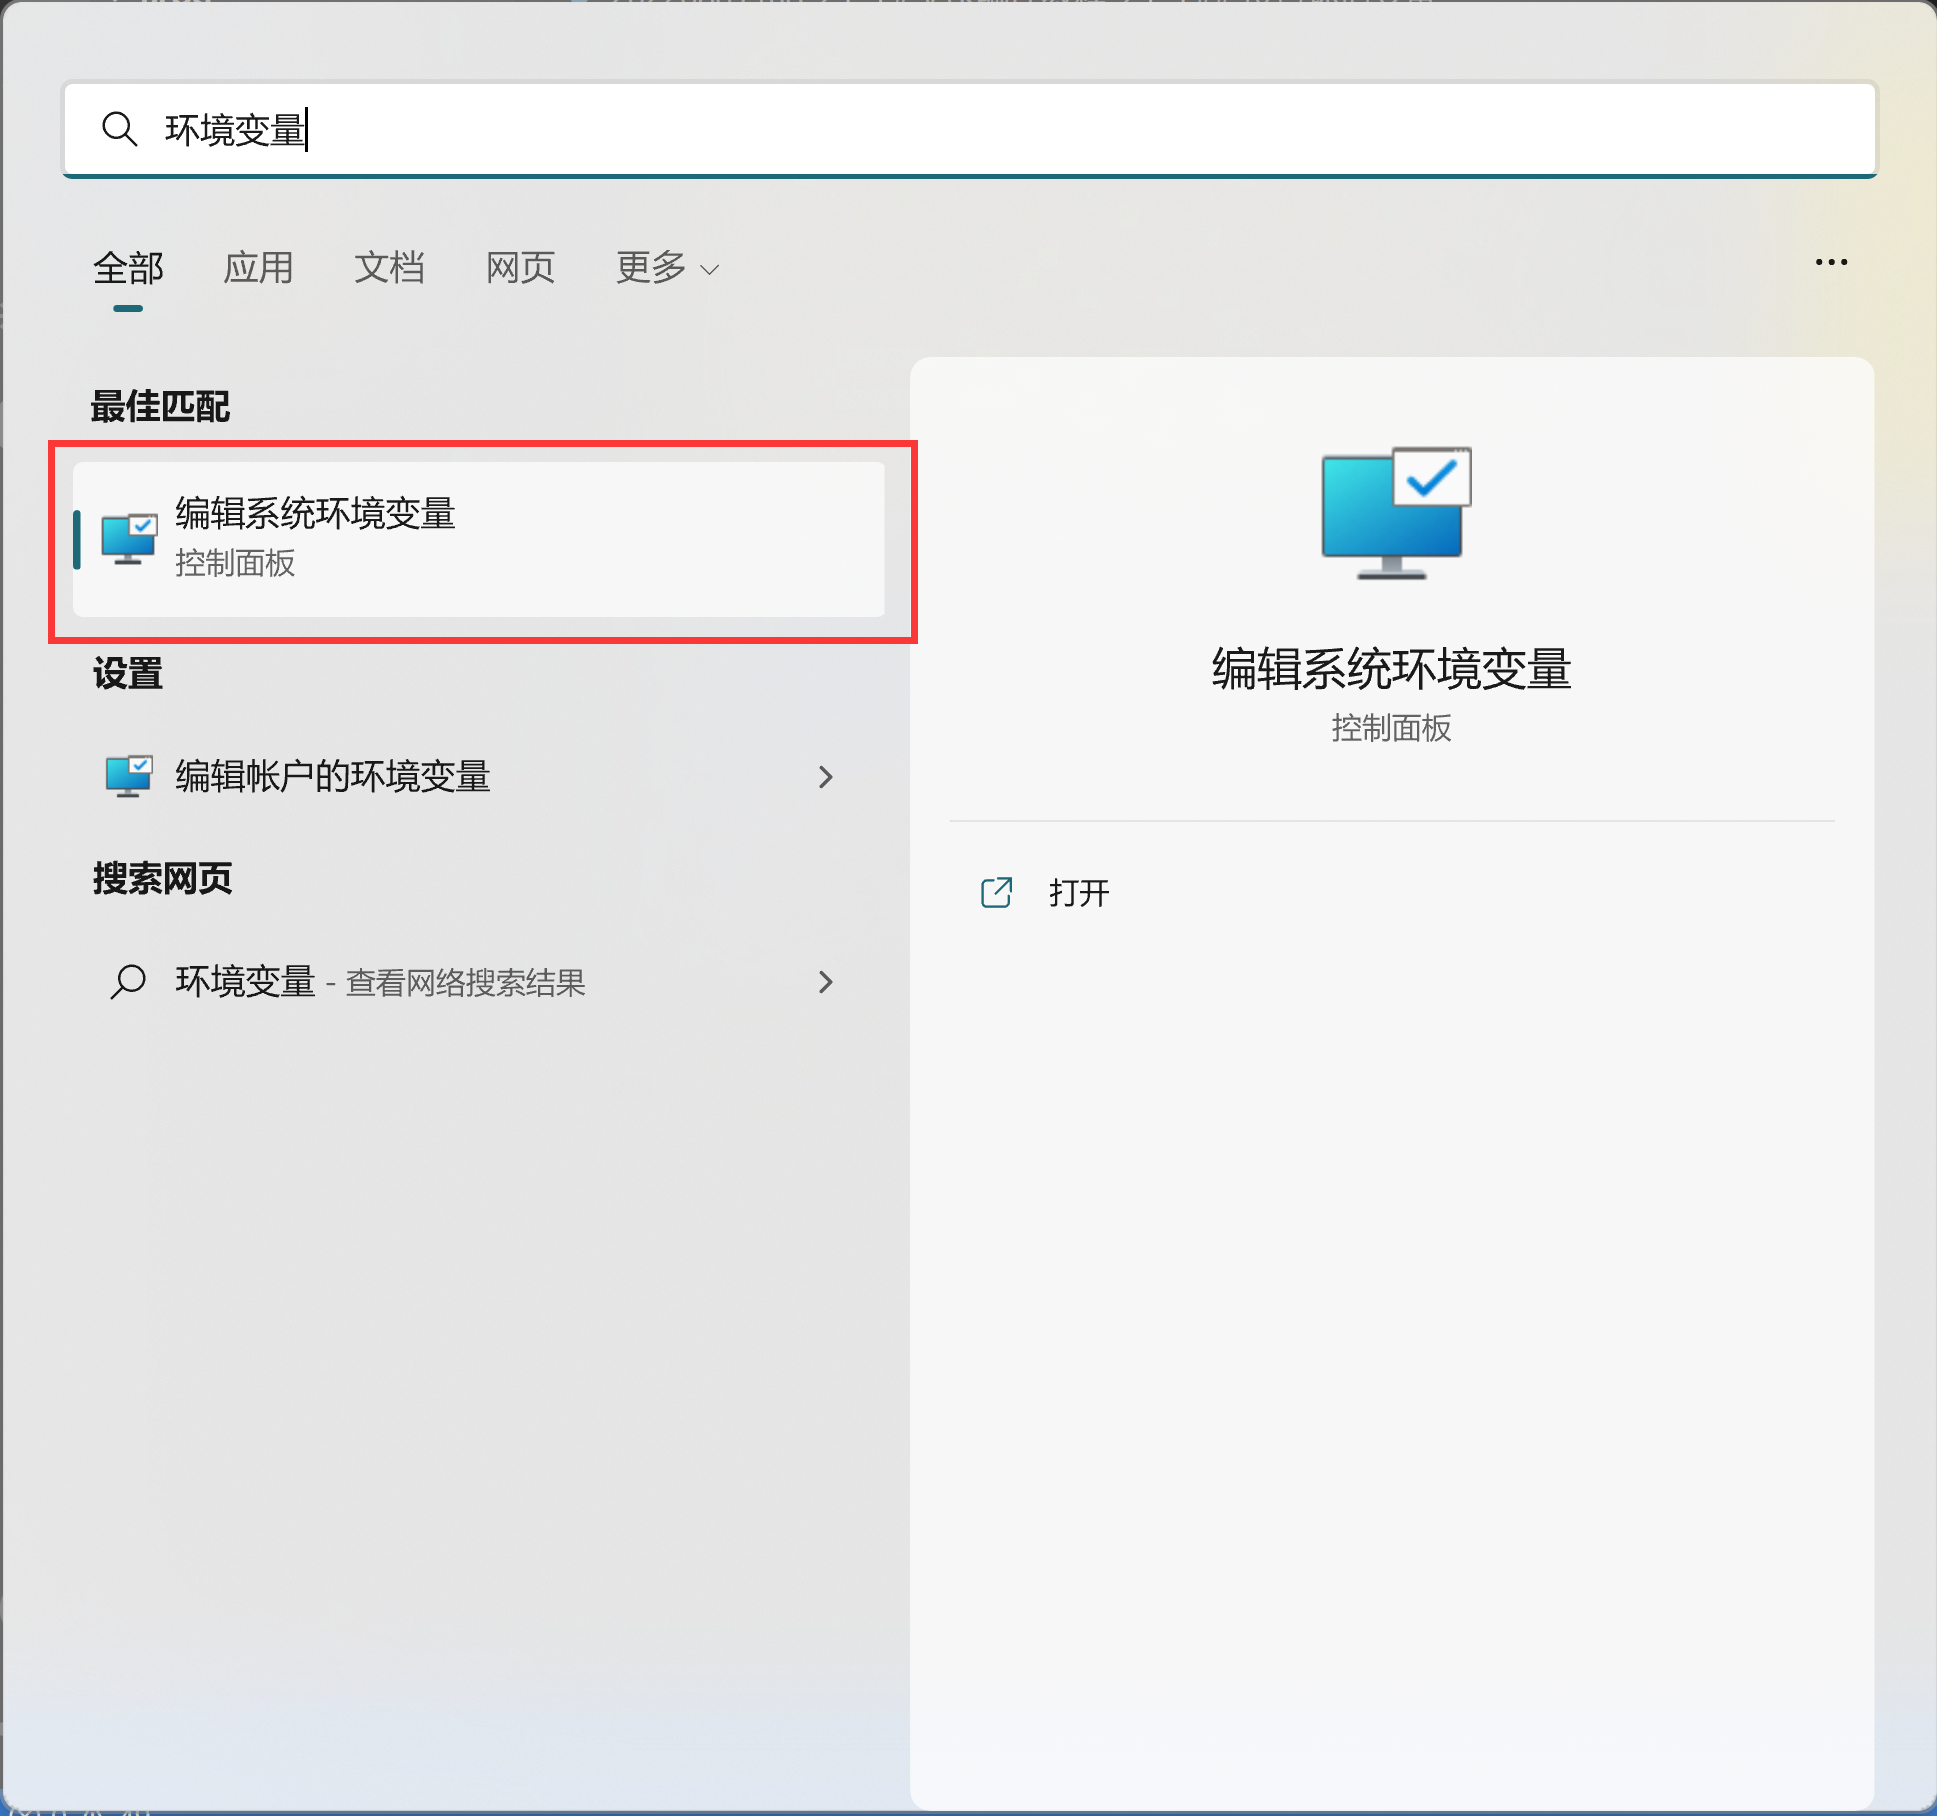 环境变量
全部 应用 文档 网页 更多
最佳匹配
编辑系统环境变量
控制面板
设置
编辑帐户的环境变量
搜索网页
环境变量 - 查看网络搜索结果
编辑系统环境变量
控制面板
打开